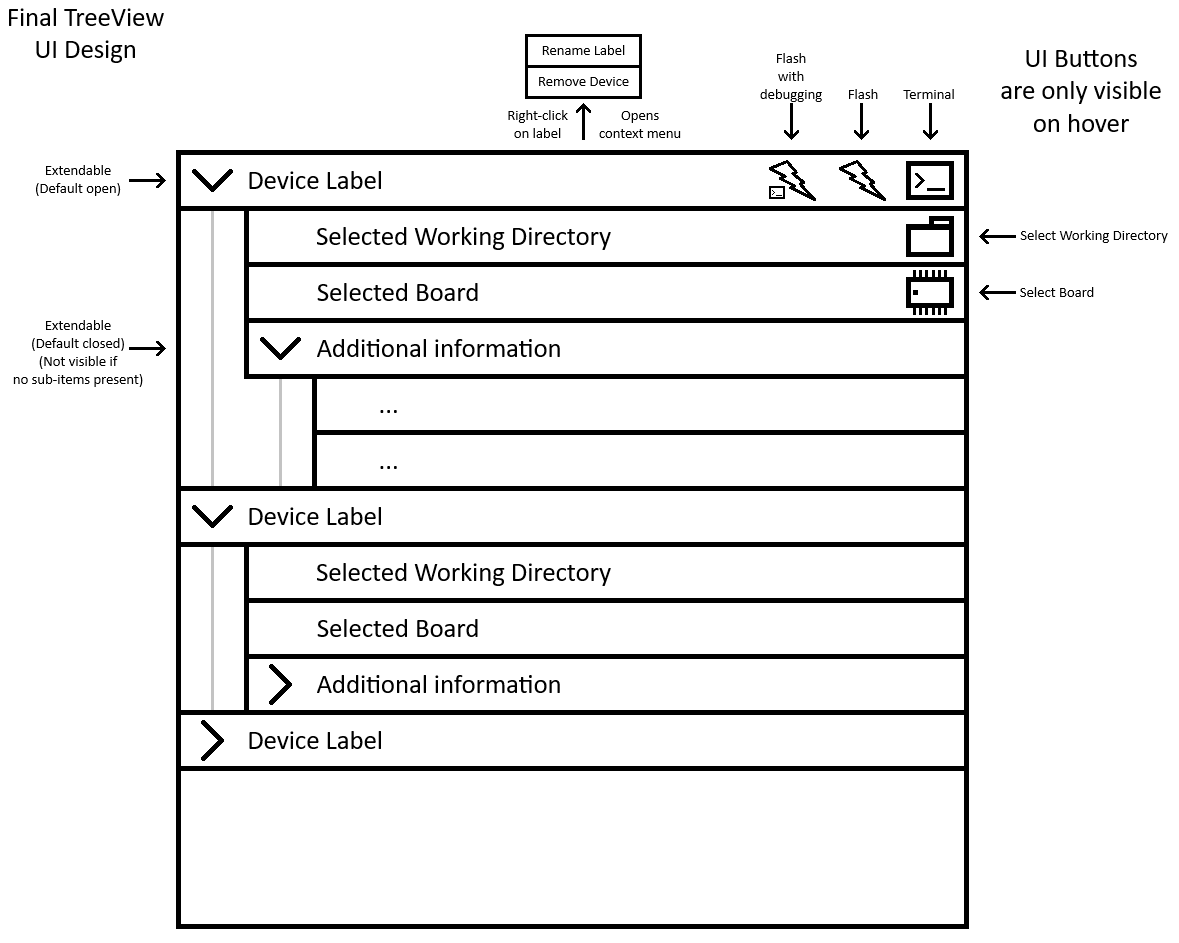 Final TreeView
UI Design
Rename Label
Remove Device
Right-click
on label
Opens
context menu
Flash
with
debugging
Flash
Terminal
UI Buttons
are only visible
on hover
Extendable
(Default open)
Device Label
Selected Working Directory
Select Working Directory
Selected Board
Select Board
Extendable
(Default closed)
(Not visible if
no sub-items present)
Additional information
...
...
Device Label
Selected Working Directory
Selected Board
Additional information
Device Label